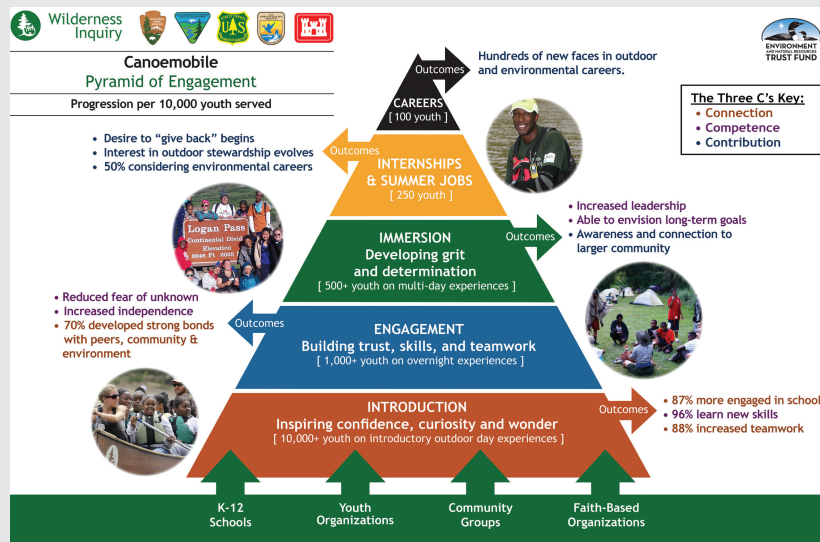 Wilderness
Inquiry
Canoemobile
Pyramid of Engagement
Progression per 10,000 youth served
ENVIRONMENT
AND NATURAL RESOURCES
TRUST FUND
The Three C's Key:
• Connection
• Competence
• Contribution
Outcomes
Hundreds of new faces in outdoor
and environmental careers.
CAREERS
[ 100 youth ]
• Desire to “give back” begins
• Interest in outdoor stewardship evolves
• 50% considering environmental careers
Outcomes
INTERNSHIPS
& SUMMER JOBS
[ 250 youth ]
Logan Pass
Continental Divid
Elevation
IMMERSION
Developing grit
and determination
[ 500+ youth on multi-day experiences ]
Outcomes
• Increased leadership
• Able to envision long-term goals
• Awareness and connection to
larger community
• Reduced fear of unknown
• Increased independence
• 70% developed strong bonds
with peers, community &
environment
Outcomes
ENGAGEMENT
Building trust, skills, and teamwork
[ 1,000+ youth on overnight experiences ]
INTRODUCTION
Inspiring confidence, curiosity and wonder
[ 10,000+ youth on introductory outdoor day experiences ]
Outcomes
• 87% more engaged in school
• 96% learn new skills
• 88% increased teamwork
K-12
Schools
Youth
Organizations
Community
Groups
Faith-Based
Organizations